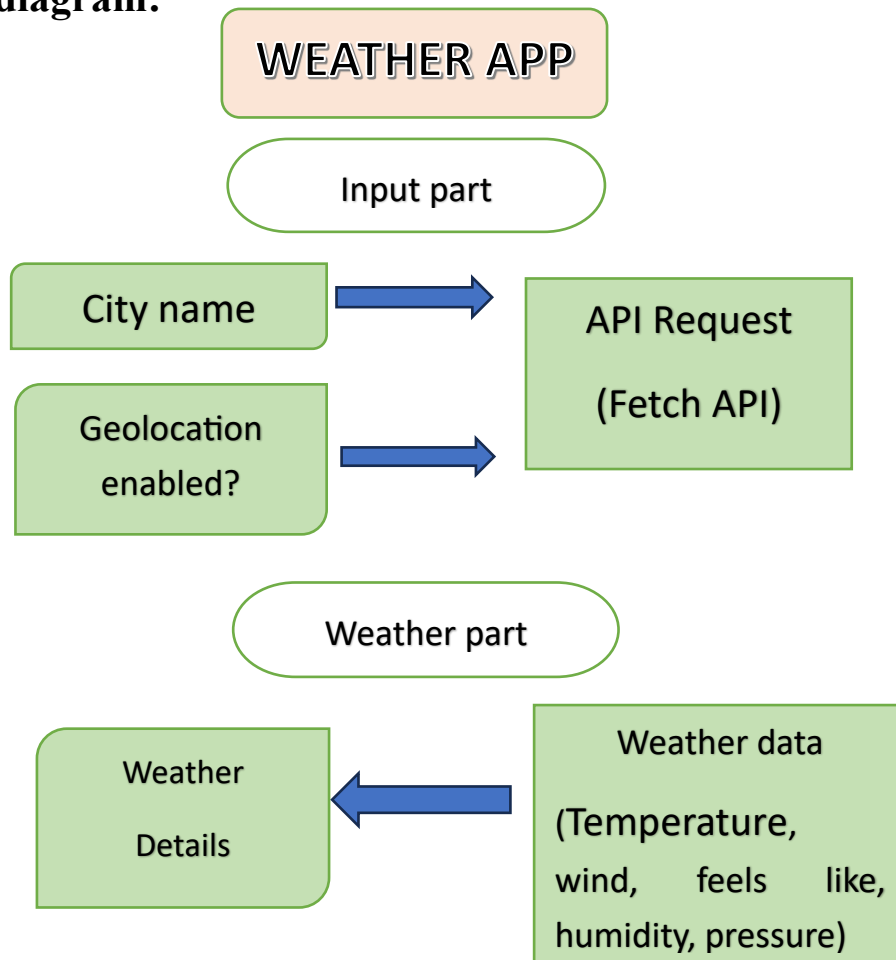 diagram:
WEATHER APP
Input part
City name
API Request
(Fetch API)
Geolocation
enabled?
Weather part
Weather
Details
Weather data
(Temperature,
wind, feels like,
humidity, pressure)